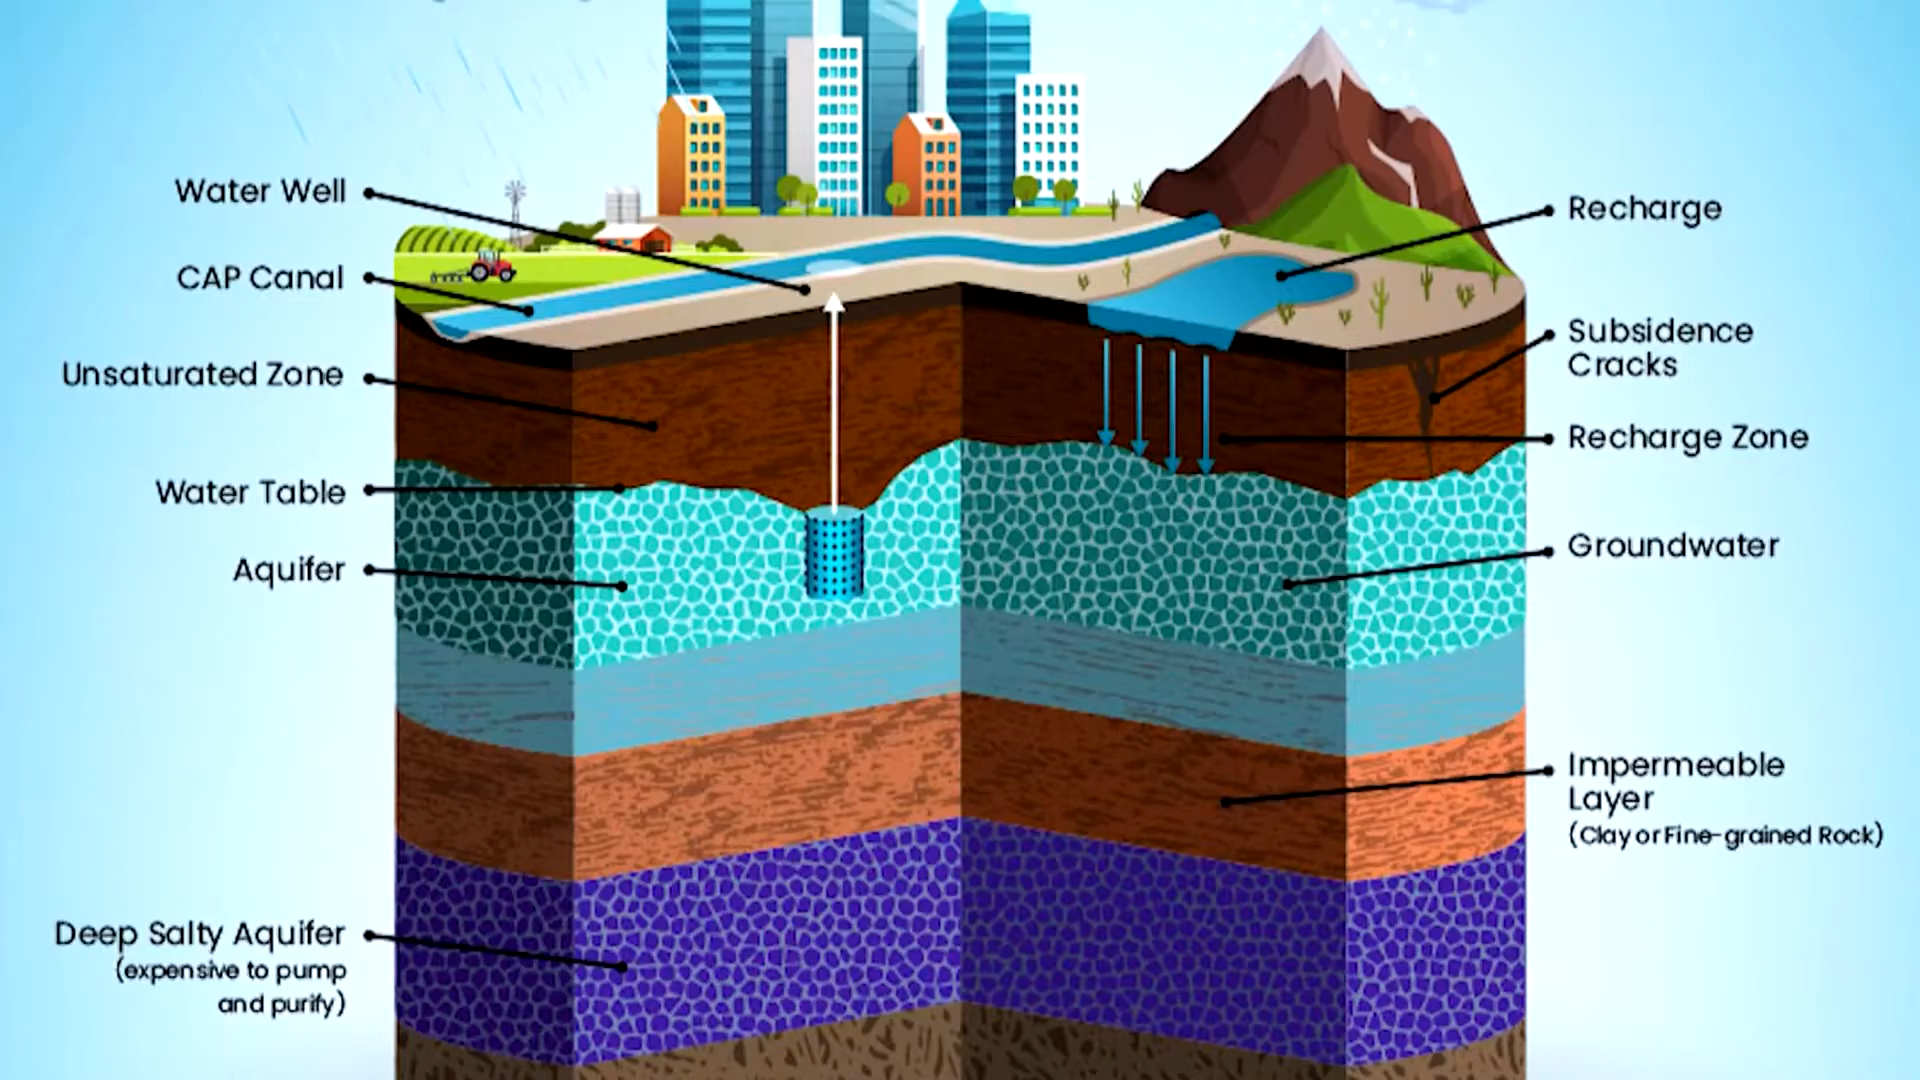 Water Well
CAP Canal
Unsaturated Zone
Water Table
Aquifer
Deep Salty Aquifer
(expensive to pump
and purify)
Recharge
Subsidence
Cracks
Recharge Zone
Groundwater
Impermeable
Layer
(Clay or Fine-grained Rock)